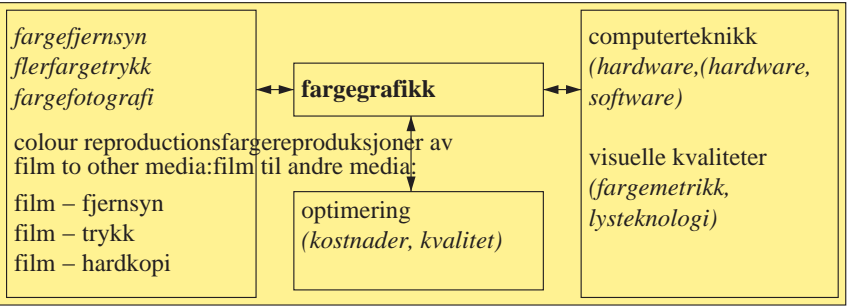 fargefjernsyn
flerfargetrykk
fargefotografi
colour reproductionsfargereproduksjoner av
film to other media:film til andre media:
film – fjernsyn
film – trykk
film – hardkopi
fargegrafikk
optimering
(kostnader, kvalitet)
computerteknikk
(hardware,(hardware,
software)
visuelle kvaliteter
(fargemetrikk,
lysteknologi)